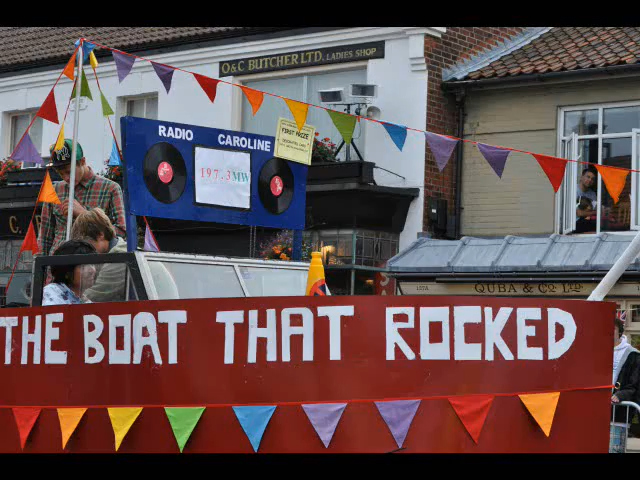 O&C BUTCHER LTD. LADIES SHOP
FIRST PRIZE
RADIO CAROLINE
197.3MW
QUBA & CO LTD
THE BOAT THAT ROCKED